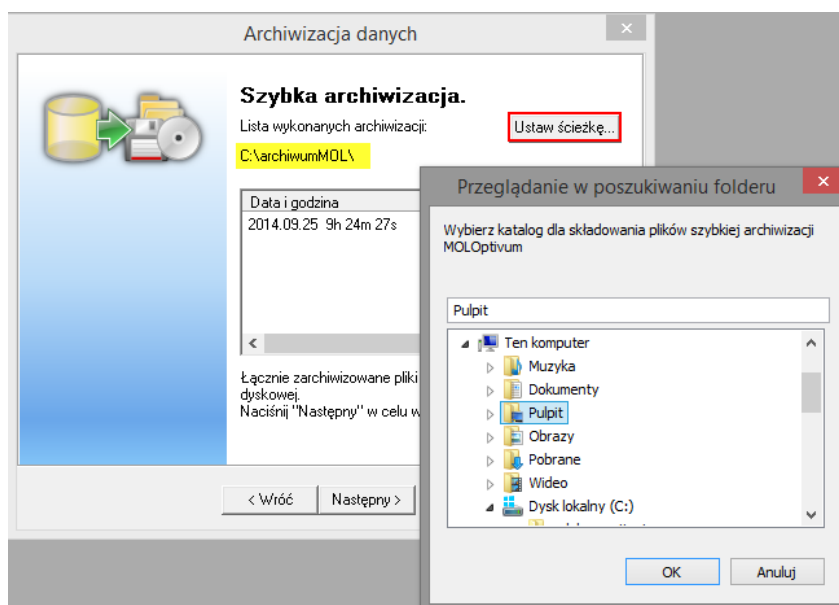 Archiwizacja danych
Szybka archiwizacja.
Lista wykonanych archiwizacji:
Ustaw ścieżkę...
C:\archiwumMOL\
Data i godzina
2014.09.25 9h 24m 27s
Łącznie zarchiwizowane pliki
dyskowej.
Naciśnij "Następny" w celu w
< Wróć
Następny >
Przeglądanie w poszukiwaniu folderu
Wybierz katalog dla składowania plików szybkiej archiwizacji
MOLOptivum
Pulpit
Ten komputer
Muzyka
Dokumenty
Pulpit
Obrazy
Pobrane
Wideo
Dysk lokalny (C:)
OK
Anuluj